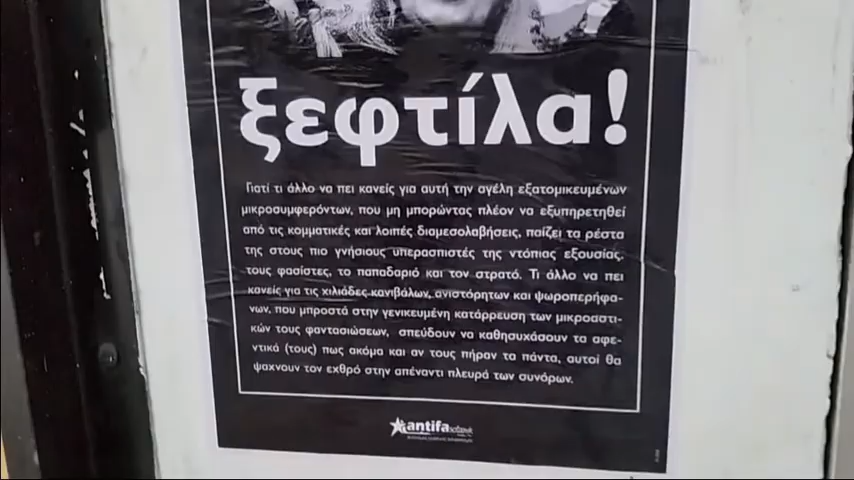 ξεφτίλα!
Γιατί τι άλλο να πει κανείς για αυτή την αγέλη εξατομικευμένων
μικροσυμφερόντων, που μη μπορώντας πλέον να εξυπηρετηθεί
από τις κομματικές και λοιπές διαμεσολαβήσεις, παίζει τα ρέστα
της στους πιο γνήσιους υπερασπιστές της ντόπιας εξουσίας,
τους φασίστες, το παπαδαριό και τον στρατό. Τι άλλο να πει
κανείς για τις χιλιάδες κανιβάλων, ανιστόρητων και ψωροπερήφα-
νων, που μπροστά στην γενικευμένη κατάρρευση των μικροαστι-
κών τους φαντασιώσεων, σπεύδουν να καθησυχάσουν τα αφε-
ντικά (τους) πως ακόμα και αν τους πήραν τα πάντα, αυτοί θα
ψαχνουν τον εχθρό στην απέναντι πλευρά των συνόρων.
antifa